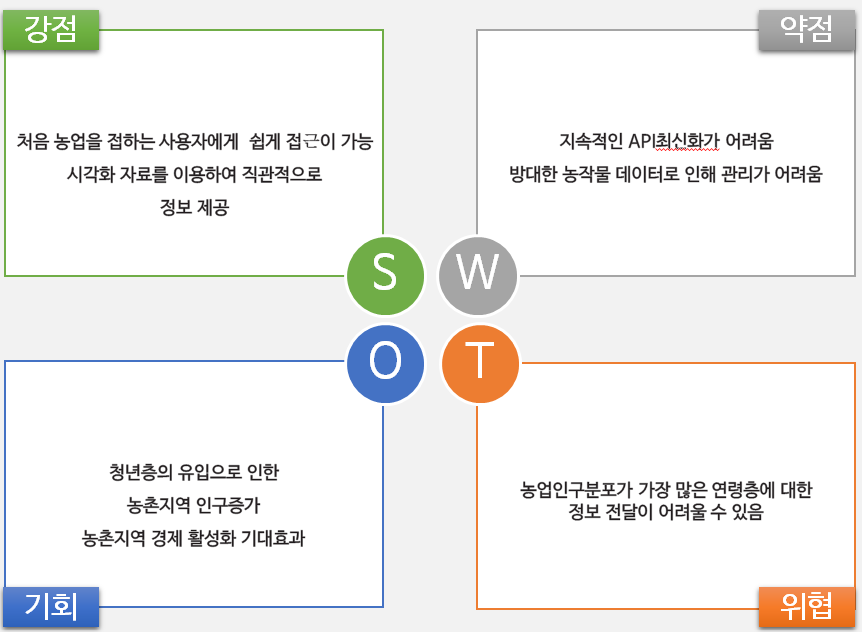 강점
처음 농업을 접하는 사용자에게  쉽게 접근이 가능
시각화 자료를 이용하여 직관적으로
정보 제공
약점
지속적인 API최신화가 어려움
방대한 농작물 데이터로 인해 관리가 어려움
S
W
O
T
청년층의 유입으로 인한
농촌지역 인구증가
농촌지역 경제 활성화 기대효과
기회
농업인구분포가 가장 많은 연령층에 대한
정보 전달이 어려울 수 있음
위협